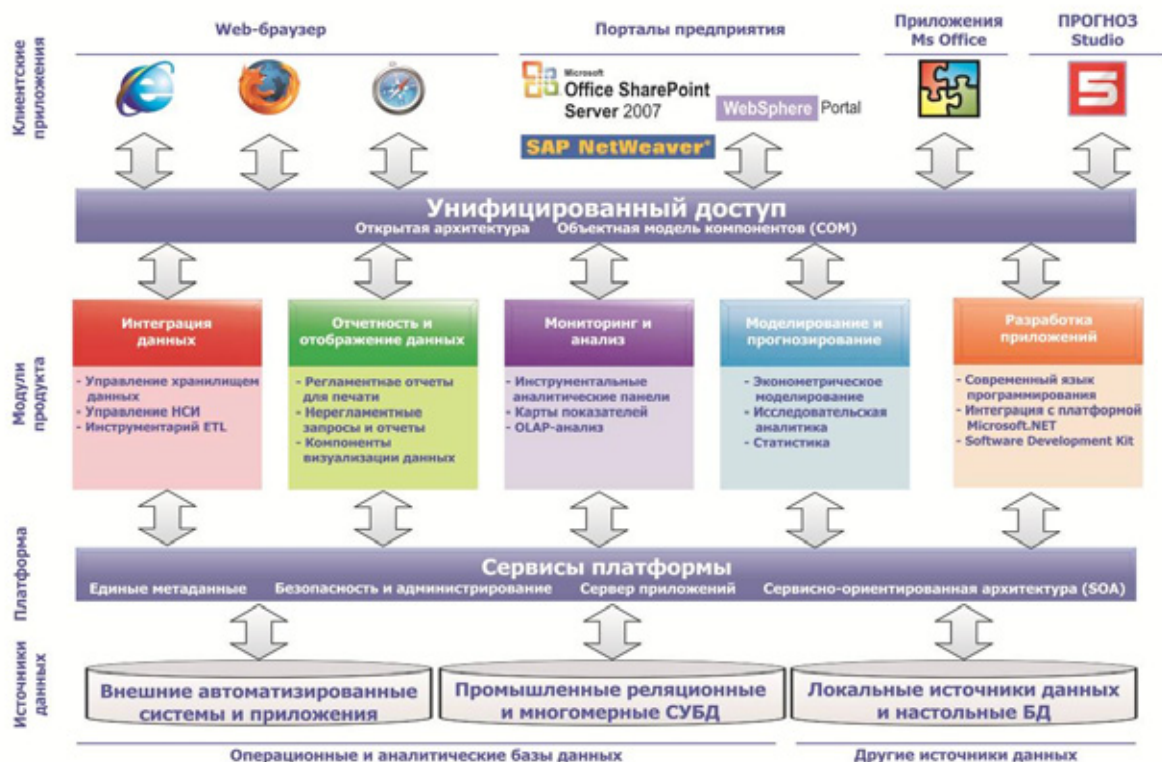 Клиентские
приложения
Web-браузер
Порталы предприятия
Приложения
Ms Office
ПРОГНОЗ
Studio
Microsoft
Office SharePoint
Server 2007
WebSphere Portal
SAP NetWeaver
Унифицированный доступ
Открытая архитектура Объектная модель компонентов (COM)
Модули
продукта
Интеграция
данных
- Управление хранилищем
данных
- Управление НСИ
- Инструментарий ETL
Отчетность и
отображение данных
- Регламентнае отчеты
для печати
- Нерегламентные
запросы и отчеты
- Компоненты
визуализации данных
Мониторинг и
анализ
- Инструментальные
аналитические панели
- Карты показателей
- OLAP-анализ
Моделирование и
прогнозирование
- Эконометрическое
моделирование
- Исследовательская
аналитика
- Статистика
Разработка
приложений
- Современный язык
программирования
- Интеграция с платформой
Microsoft.NET
- Software Development Kit
Платформа
Сервисы платформы
Единые метаданные Безопасность и администрирование Сервер приложений Сервисно-ориентированная архитектура (SOA)
Источники
данных
Внешние автоматизированные
системы и приложения
Промышленные реляционные
и многомерные СУБД
Локальные источники данных
и настольные БД
Операционные и аналитические базы данных
Другие источники данных